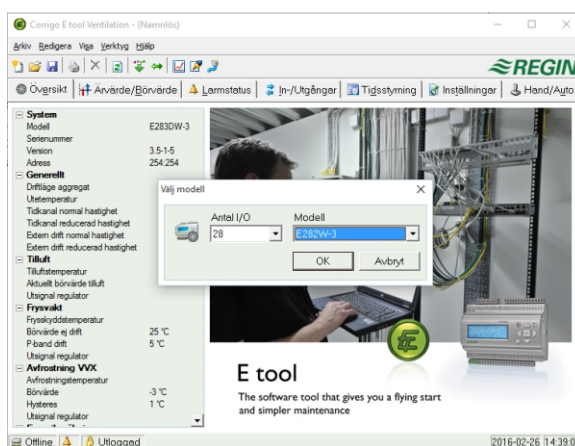 Corrigo E tool Ventilation - (Namnlös)
Arkiv Redigera Visa Verktyg Hjälp
REGIN
Översikt Ärvärde/Börvärde Larmstatus In-/Utgångar Tidsstyrning Inställningar Hand/Auto
System
Modell E283DW-3
Serienummer
Version 3.5-1-5
Adress 254:254
Generellt
Driftläge aggregat
Utetemperatur
Tidkanal normal hastighet
Tidkanal reducerad hastighet
Extern drift normal hastighet
Extern drift reducerad hastighet
Tilluft
Tilluftstemperatur
Aktuellt börvärde tilluft
Utsignal regulator
Frysvakt
Frysskyddstemperatur
Börvärde ej drift 25 °C
P-band drift 5 °C
Utsignal regulator
Avfrostning VVX
Avfrostningstemperatur
Börvärde -3 °C
Hysteres 1 °C
Utsignal regulator
Välj modell
Antal I/O Modell
28 E282W-3
OK Avbryt
E tool
The software tool that gives you a flying start
and simpler maintenance
Offline Utloggad 2016-02-26 14:39:0